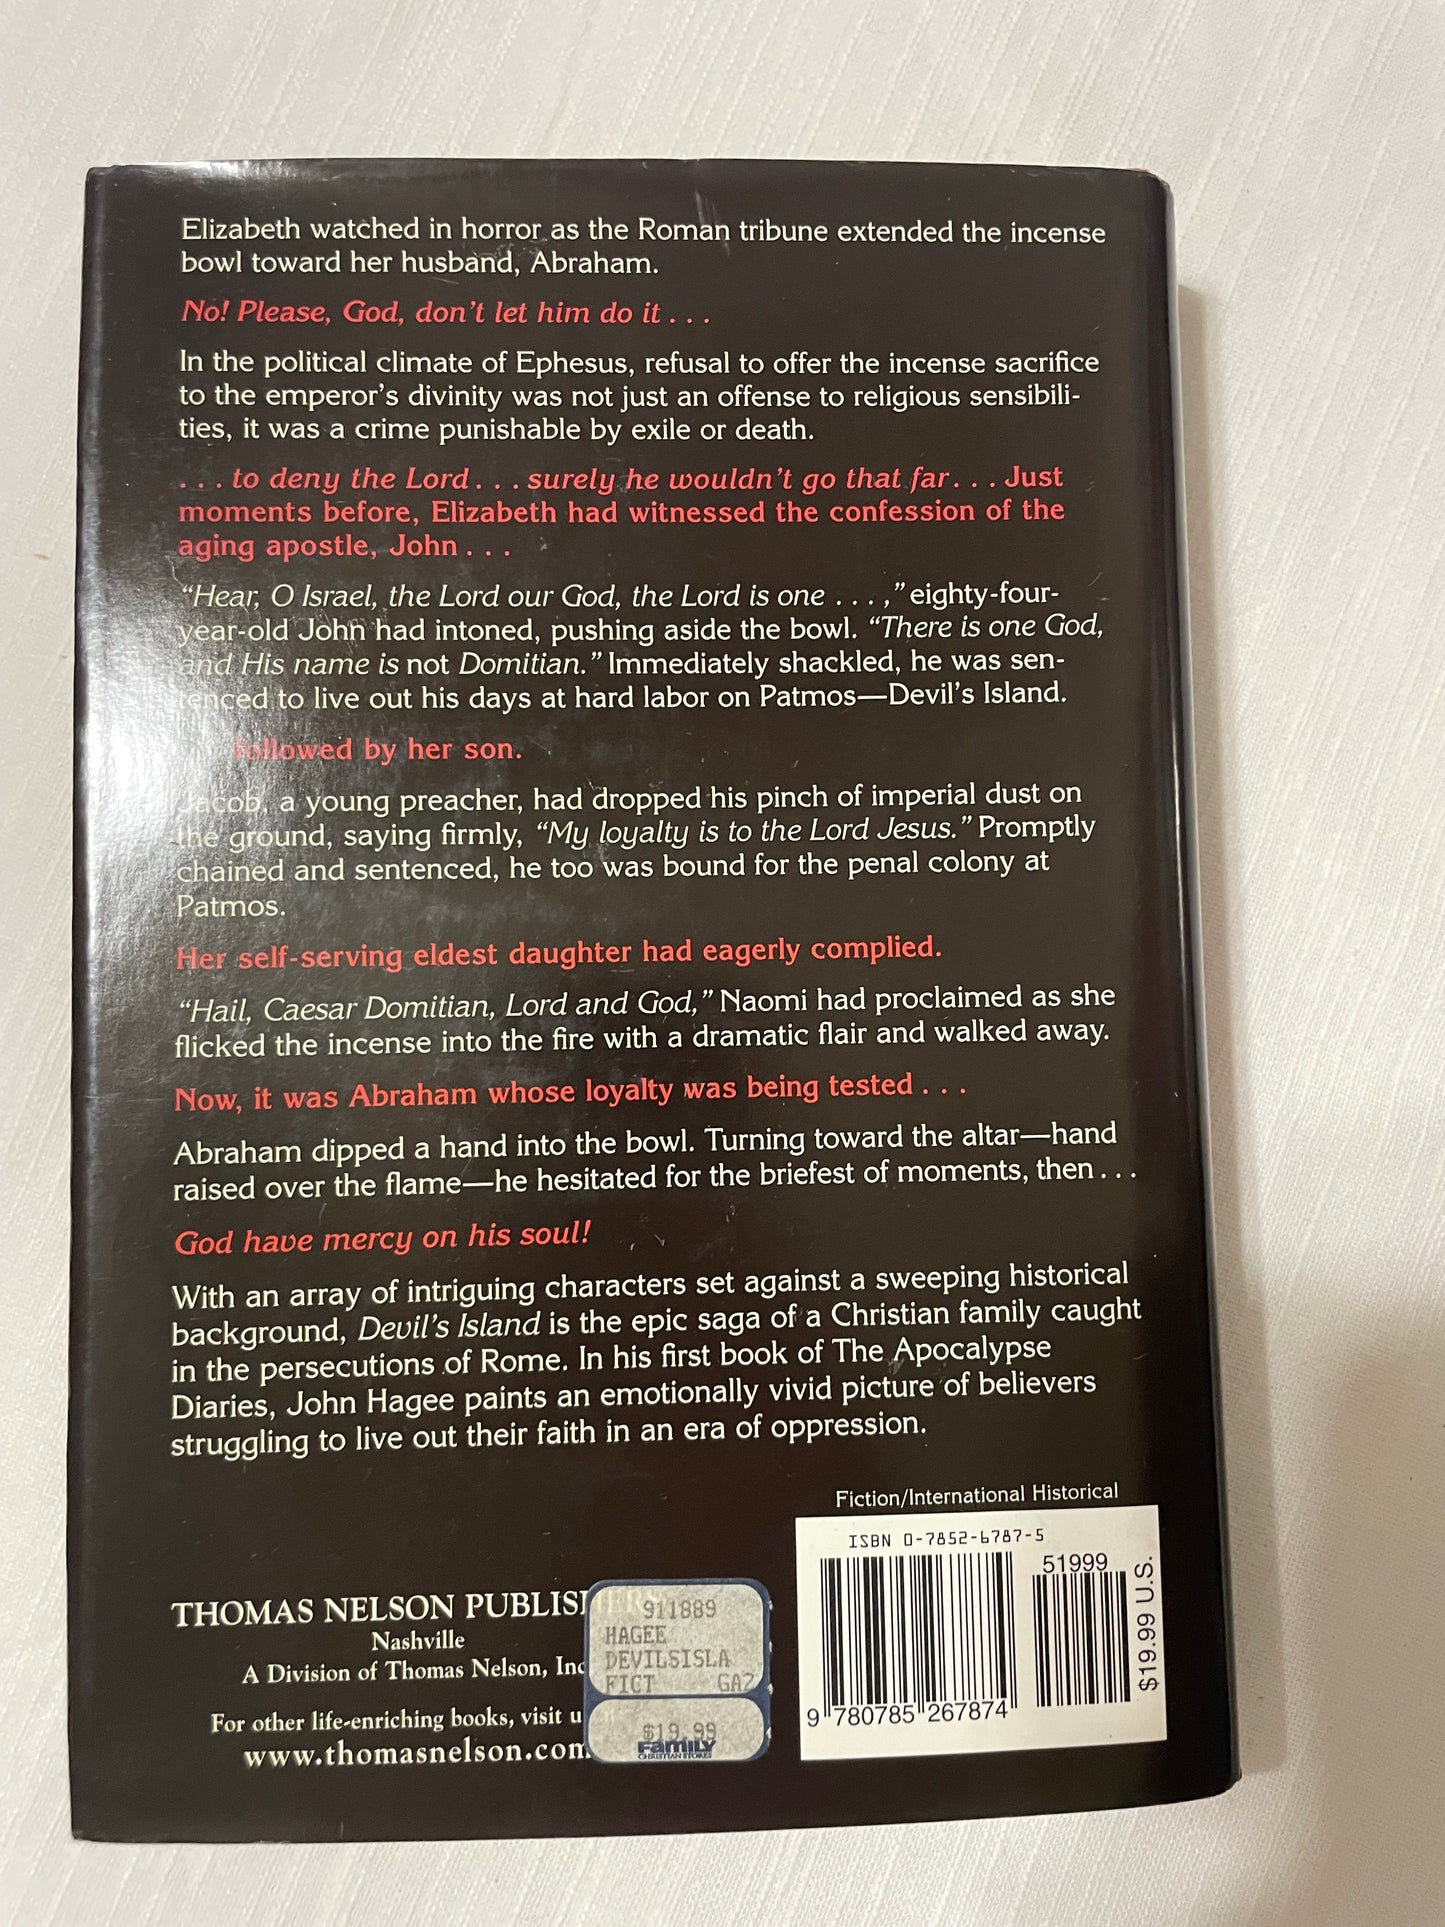 Elizabeth watched in horror as the Roman tribune extended the incense
bowl toward her husband, Abraham.
No! Please, God, don't let him do it . . .
In the political climate of Ephesus, refusal to offer the incense sacrifice
to the emperor's divinity was not just an offense to religious sensibili-
ties, it was a crime punishable by exile or death.
. . . to deny the Lord . . . surely he wouldn't go that far . . . Just
moments before, Elizabeth had witnessed the confession of the
aging apostle, John . . .
“Hear, O Israel, the Lord our God, the Lord is one . . . ,” eighty-four-
year-old John had intoned, pushing aside the bowl. “There is one God,
and His name is not Domitian.” Immediately shackled, he was sen-
tenced to live out his days at hard labor on Patmos—Devil's Island.
followed by her son.
Jacob, a young preacher, had dropped his pinch of imperial dust on
the ground, saying firmly, “My loyalty is to the Lord Jesus.” Promptly
chained and sentenced, he too was bound for the penal colony at
Patmos.
Her self-serving eldest daughter had eagerly complied.
“Hail, Caesar Domitian, Lord and God,” Naomi had proclaimed as she
flicked the incense into the fire with a dramatic flair and walked away.
Now, it was Abraham whose loyalty was being tested . . .
Abraham dipped a hand into the bowl. Turning toward the altar—hand
raised over the flame—he hesitated for the briefest of moments, then . . .
God have mercy on his soul!
With an array of intriguing characters set against a sweeping historical
background, Devil's Island is the epic saga of a Christian family caught
in the persecutions of Rome. In his first book of The Apocalypse
Diaries, John Hagee paints an emotionally vivid picture of believers
struggling to live out their faith in an era of oppression.
Fiction/International Historical
ISBN 0-7852-6787-5
51999
$19.99 U.S.
9 780785 267874
THOMAS NELSON PUBLISHERS
Nashville
A Division of Thomas Nelson, Inc
For other life-enriching books, visit u
www.thomasnelson.com
911889
HAGEE
DEVILSISLA
FICT GA2
$19.99
FAMILY
CHRISTIAN STORES